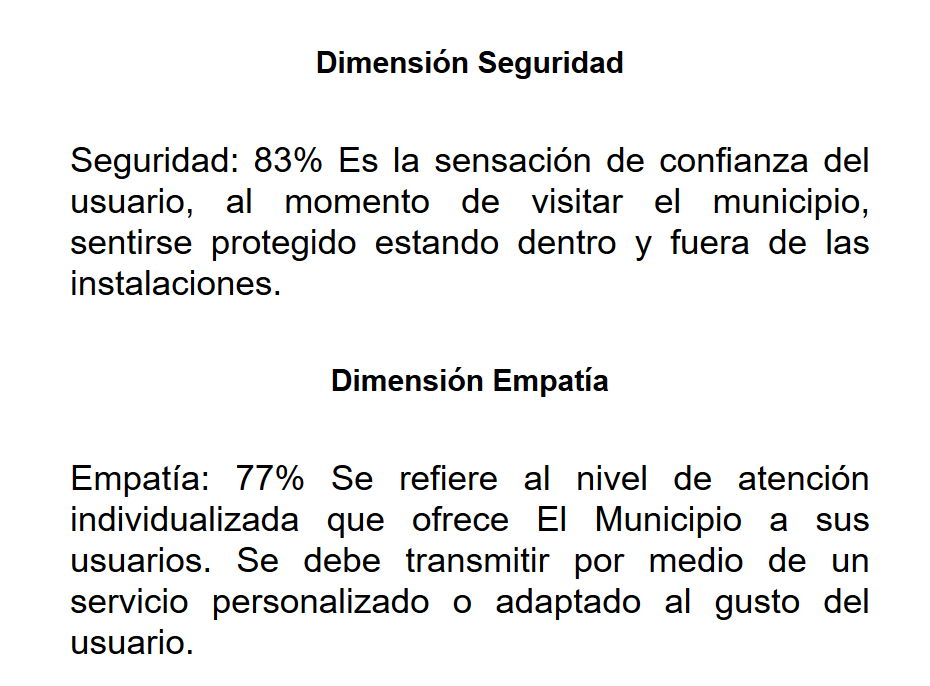 Dimensión Seguridad
Seguridad: 83% Es la sensación de confianza del
usuario, al momento de visitar el municipio,
sentirse protegido estando dentro y fuera de las
instalaciones.
Dimensión Empatía
Empatía: 77% Se refiere al nivel de atención
individualizada que ofrece El Municipio a sus
usuarios. Se debe transmitir por medio de un
servicio personalizado o adaptado al gusto del
usuario.